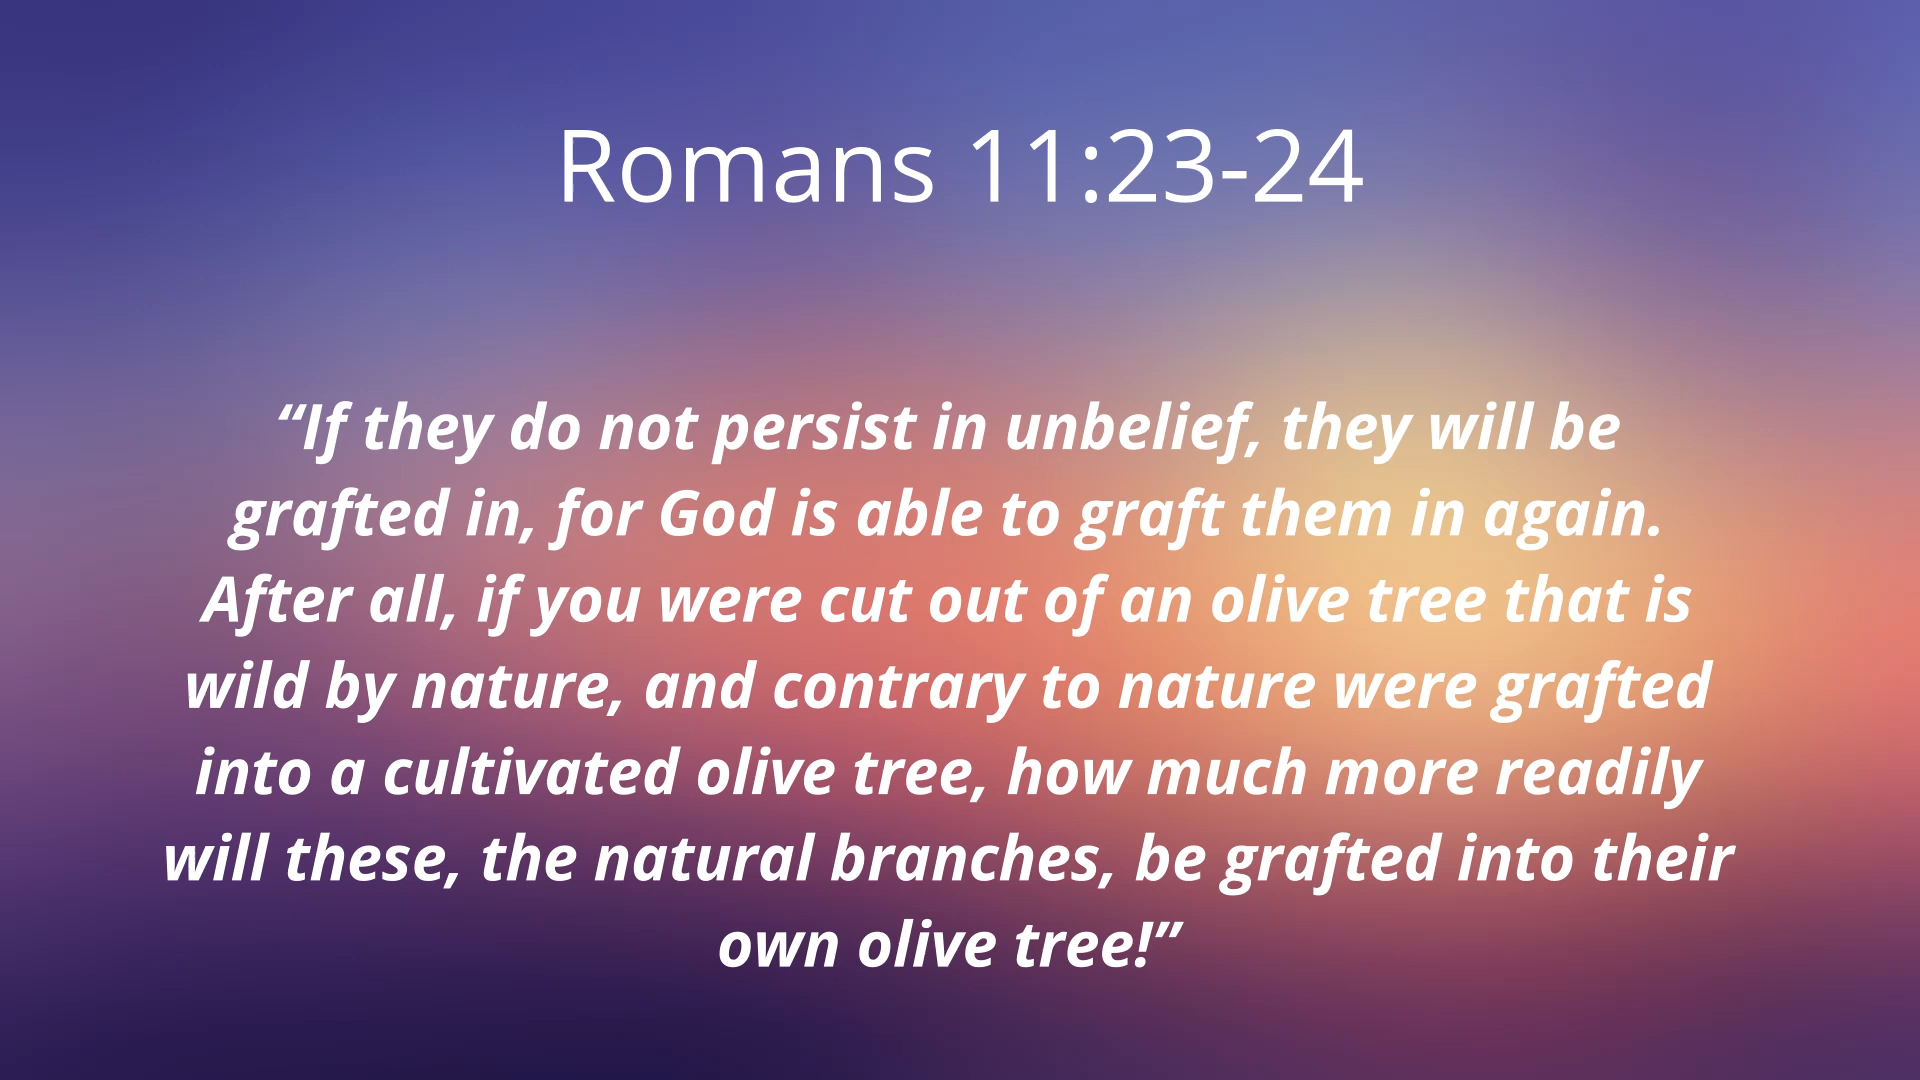 Romans 11:23-24
“If they do not persist in unbelief, they will be
grafted in, for God is able to graft them in again.
After all, if you were cut out of an olive tree that is
wild by nature, and contrary to nature were grafted
into a cultivated olive tree, how much more readily
will these, the natural branches, be grafted into their
own olive tree!”